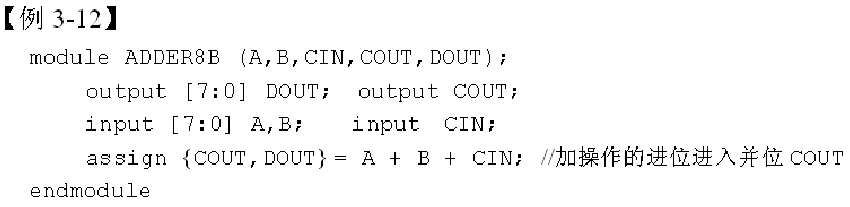 【例 3-12】
module ADDER8B (A,B,CIN,COUT,DOUT);
output [7:0] DOUT; output COUT;
input [7:0] A,B; input CIN;
assign {COUT,DOUT}= A + B + CIN; //加操作的进位进入并位 COUT
endmodule